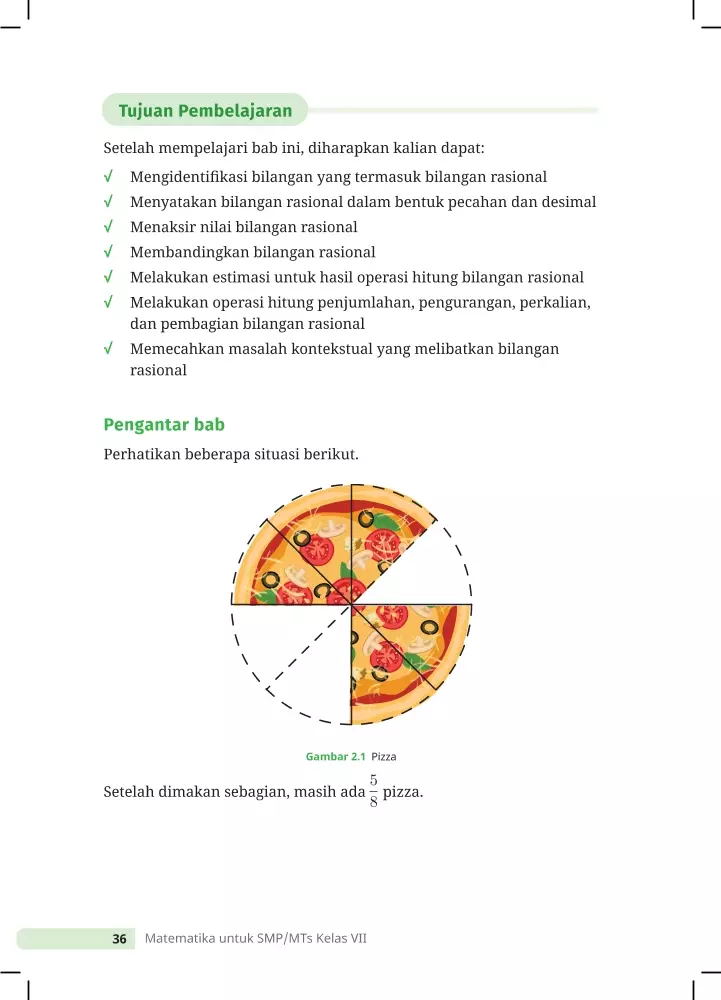 Tujuan Pembelajaran
Setelah mempelajari bab ini, diharapkan kalian dapat:
√ Mengidentifikasi bilangan yang termasuk bilangan rasional
√ Menyatakan bilangan rasional dalam bentuk pecahan dan desimal
√ Menaksir nilai bilangan rasional
√ Membandingkan bilangan rasional
√ Melakukan estimasi untuk hasil operasi hitung bilangan rasional
√ Melakukan operasi hitung penjumlahan, pengurangan, perkalian,
dan pembagian bilangan rasional
√ Memecahkan masalah kontekstual yang melibatkan bilangan
rasional
Pengantar bab
Perhatikan beberapa situasi berikut.
Gambar 2.1 Pizza
Setelah dimakan sebagian, masih ada 5/8 pizza.
36 Matematika untuk SMP/MTs Kelas VII